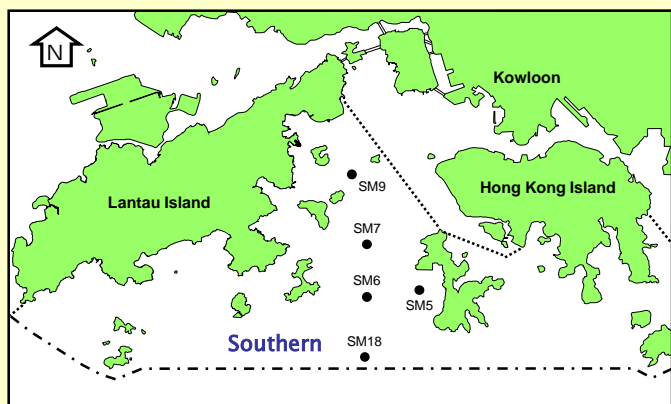 N
Kowloon
SM9
Lantau Island
Hong Kong Island
SM7
SM6
SM5
Southern
SM18